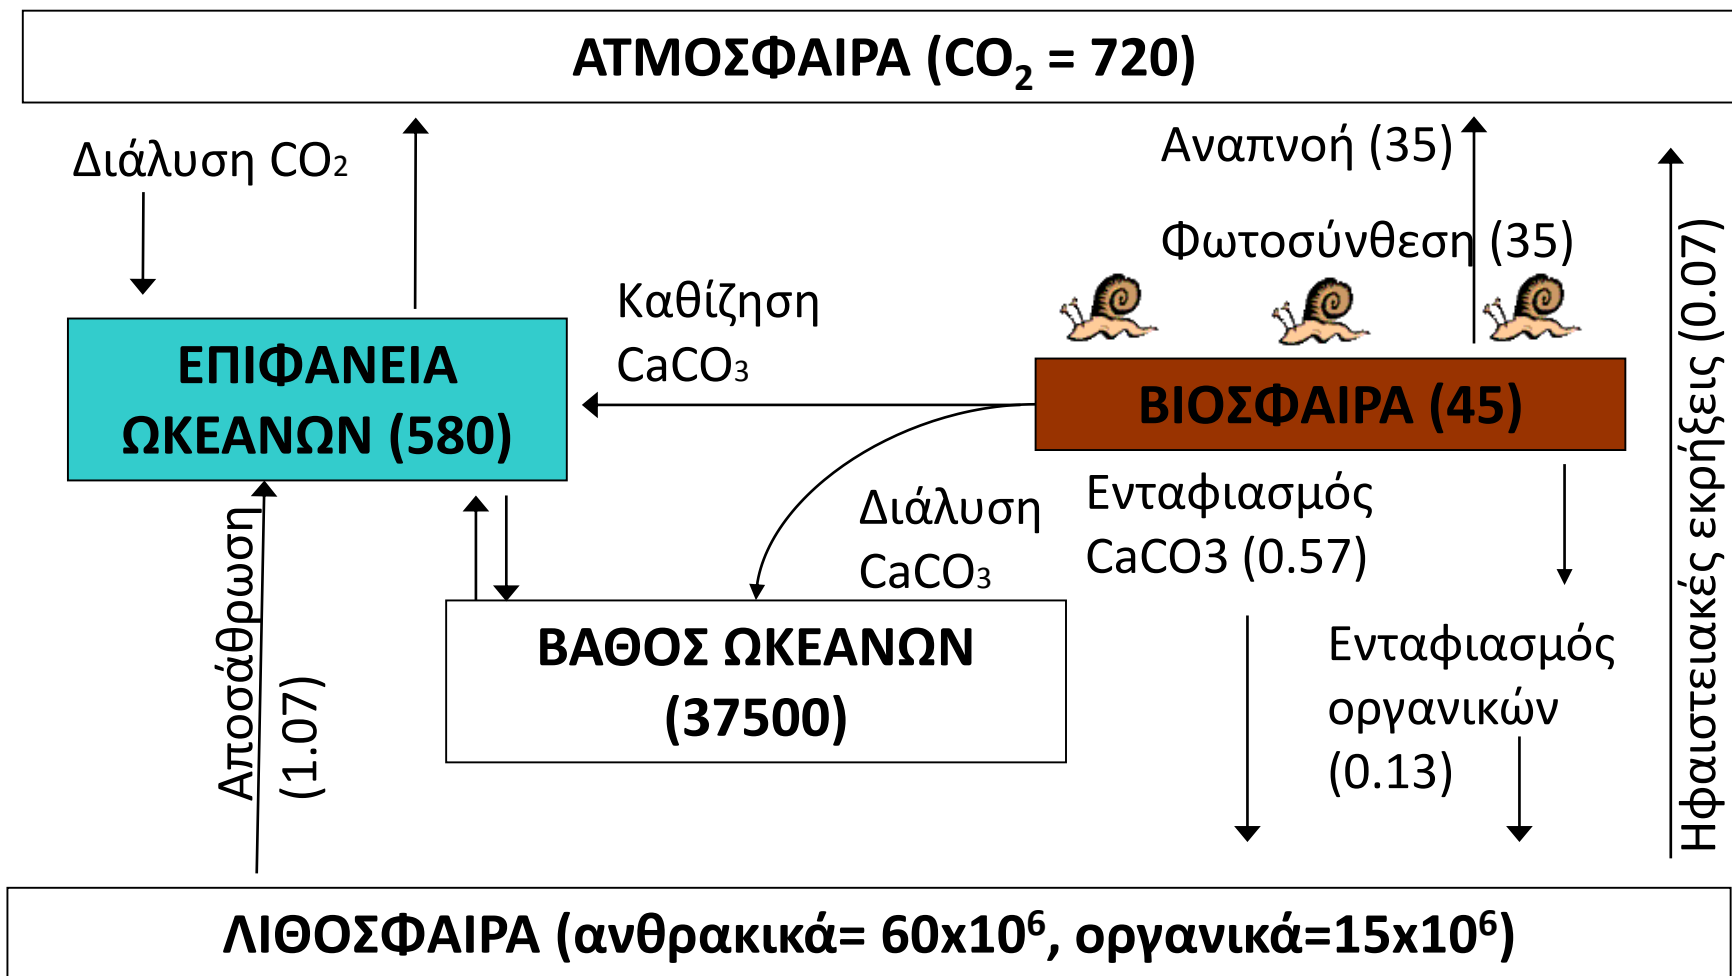 ΑΤΜΟΣΦΑΙΡΑ (CO₂ = 720)
Διάλυση CO₂
Αναπνοή (35)
Φωτοσύνθεση (35)
Καθίζηση
CaCO₃
ΕΠΙΦΑΝΕΙΑ
ΩΚΕΑΝΩΝ (580)
ΒΙΟΣΦΑΙΡΑ (45)
Ηφαιστειακές εκρήξεις (0.07)
Αποσάθρωση
(1.07)
Διάλυση
CaCO₃
Ενταφιασμός
CaCO3 (0.57)
ΒΑΘΟΣ ΩΚΕΑΝΩΝ
(37500)
Ενταφιασμός
οργανικών
(0.13)
ΛΙΘΟΣΦΑΙΡΑ (ανθρακικά= 60x10⁶, οργανικά=15x10⁶)